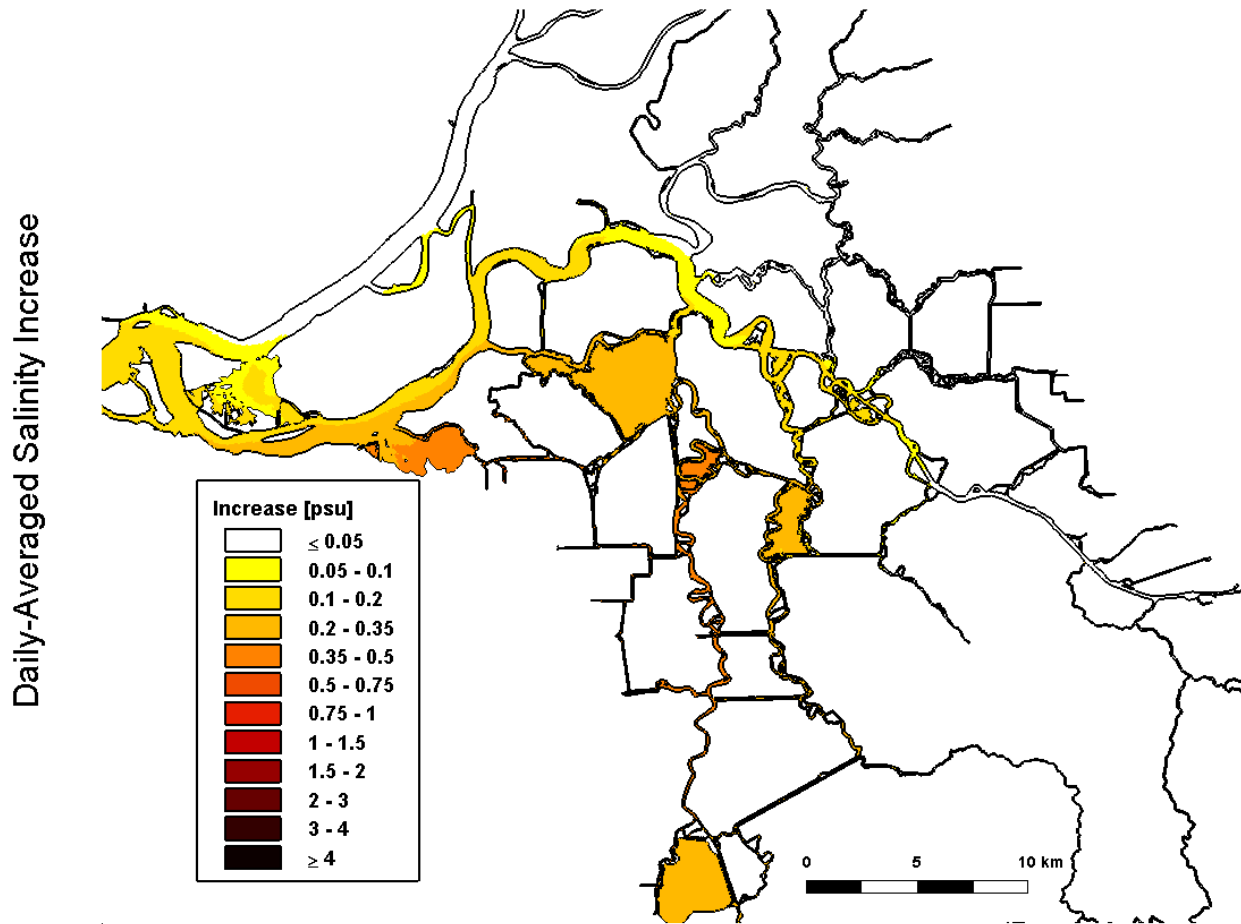 Daily-Averaged Salinity Increase
Increase [psu]
≤ 0.05
0.05 - 0.1
0.1 - 0.2
0.2 - 0.35
0.35 - 0.5
0.5 - 0.75
0.75 - 1
1 - 1.5
1.5 - 2
2 - 3
3 - 4
≥ 4
0 5 10 km